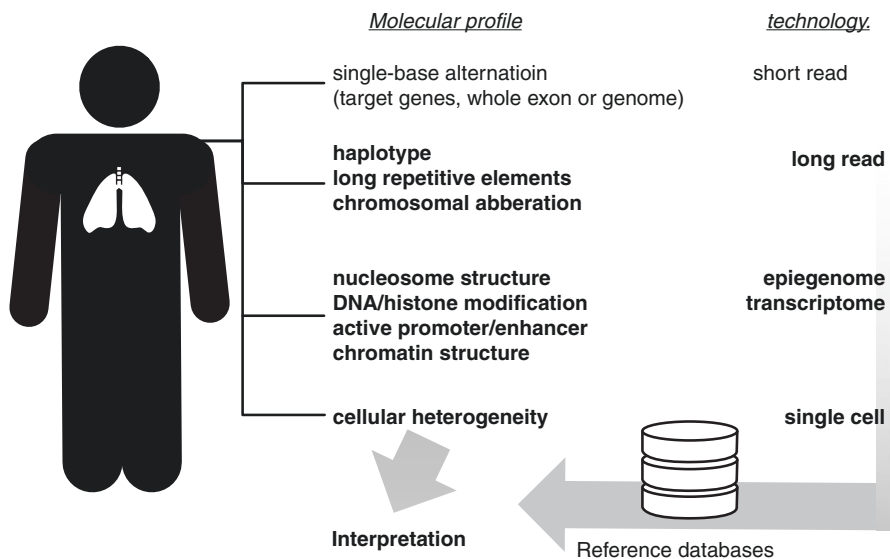 Molecular profile
technology.
single-base alternatioin
short read
(target genes, whole exon or genome)
haplotype
long read
long repetitive elements
chromosomal abberation
nucleosome structure
epiegenome
DNA/histone modification
transcriptome
active promoter/enhancer
chromatin structure
cellular heterogeneity
single cell
Interpretation
Reference databases